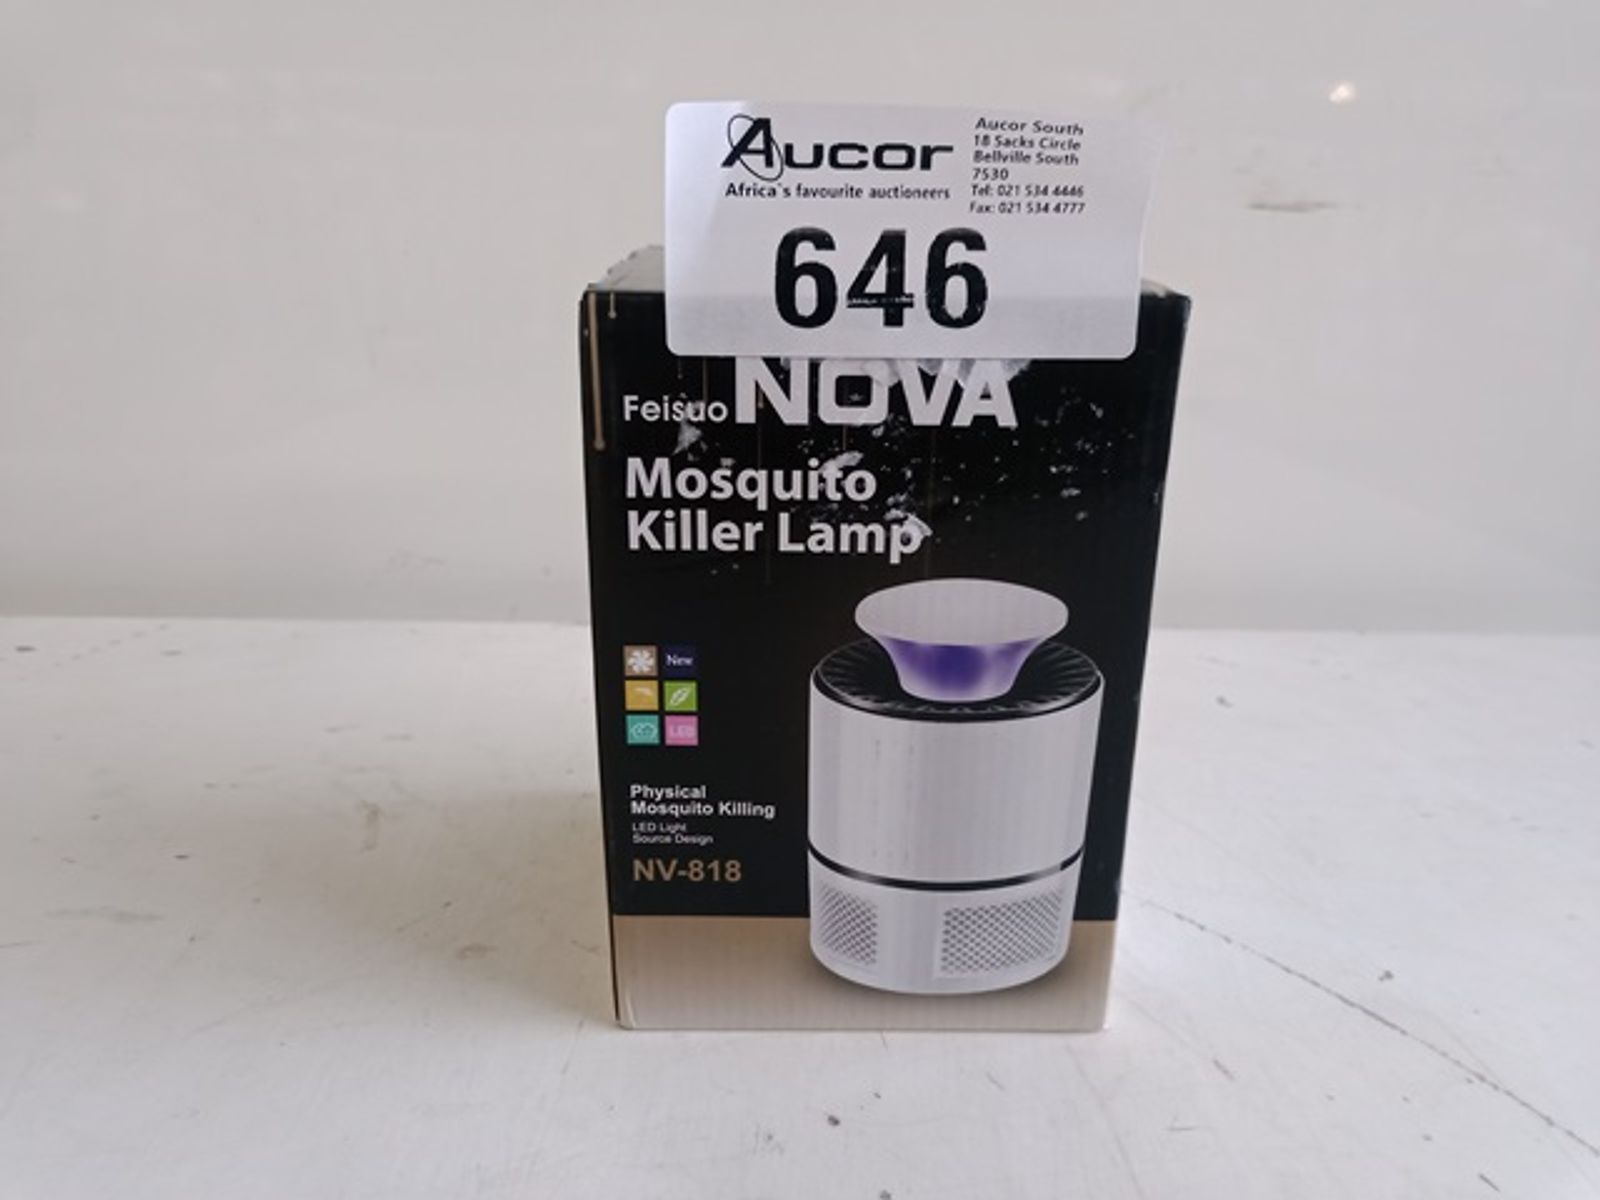 Aucor
Africa's favourite auctioneers
Aucor South
18 Sacks Circle
Bellville South
7530
Tel: 021 534 4446
Fax: 021 534 4777
646
Feisuo NOVA
Mosquito
Killer Lamp
New
LED
Physical
Mosquito Killing
LED Light
Source Design
NV-818